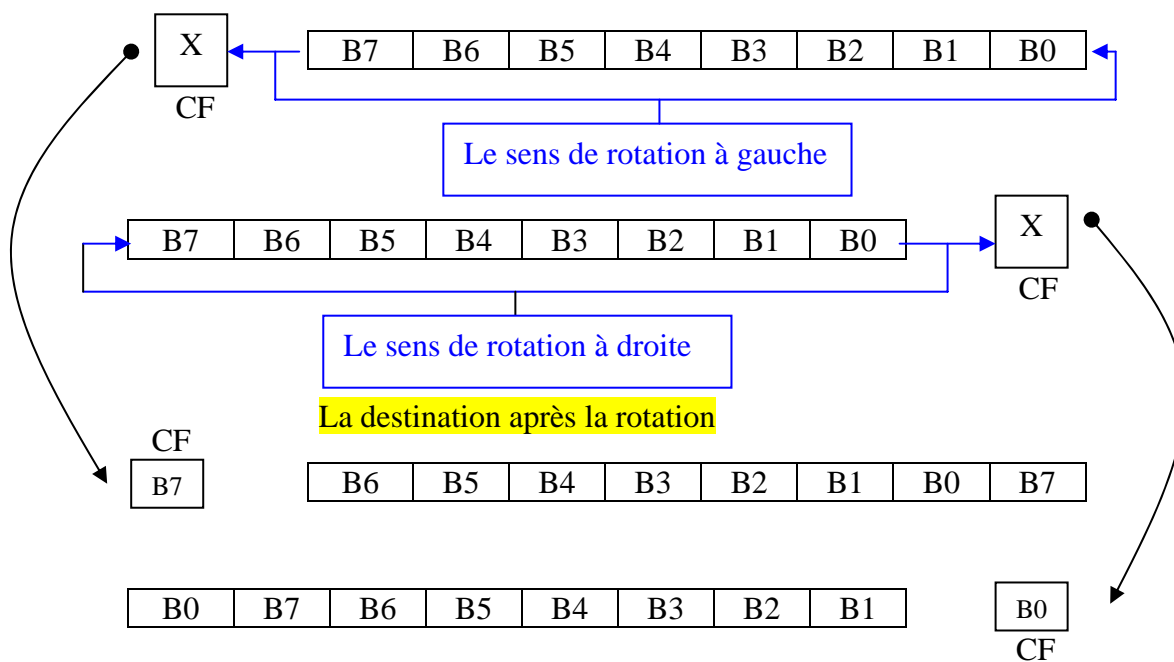 X B7 B6 B5 B4 B3 B2 B1 B0
CF
Le sens de rotation à gauche
B7 B6 B5 B4 B3 B2 B1 B0 X
CF
Le sens de rotation à droite
La destination après la rotation
CF
B7 B6 B5 B4 B3 B2 B1 B0 B7
B0 B7 B6 B5 B4 B3 B2 B1 B0
CF